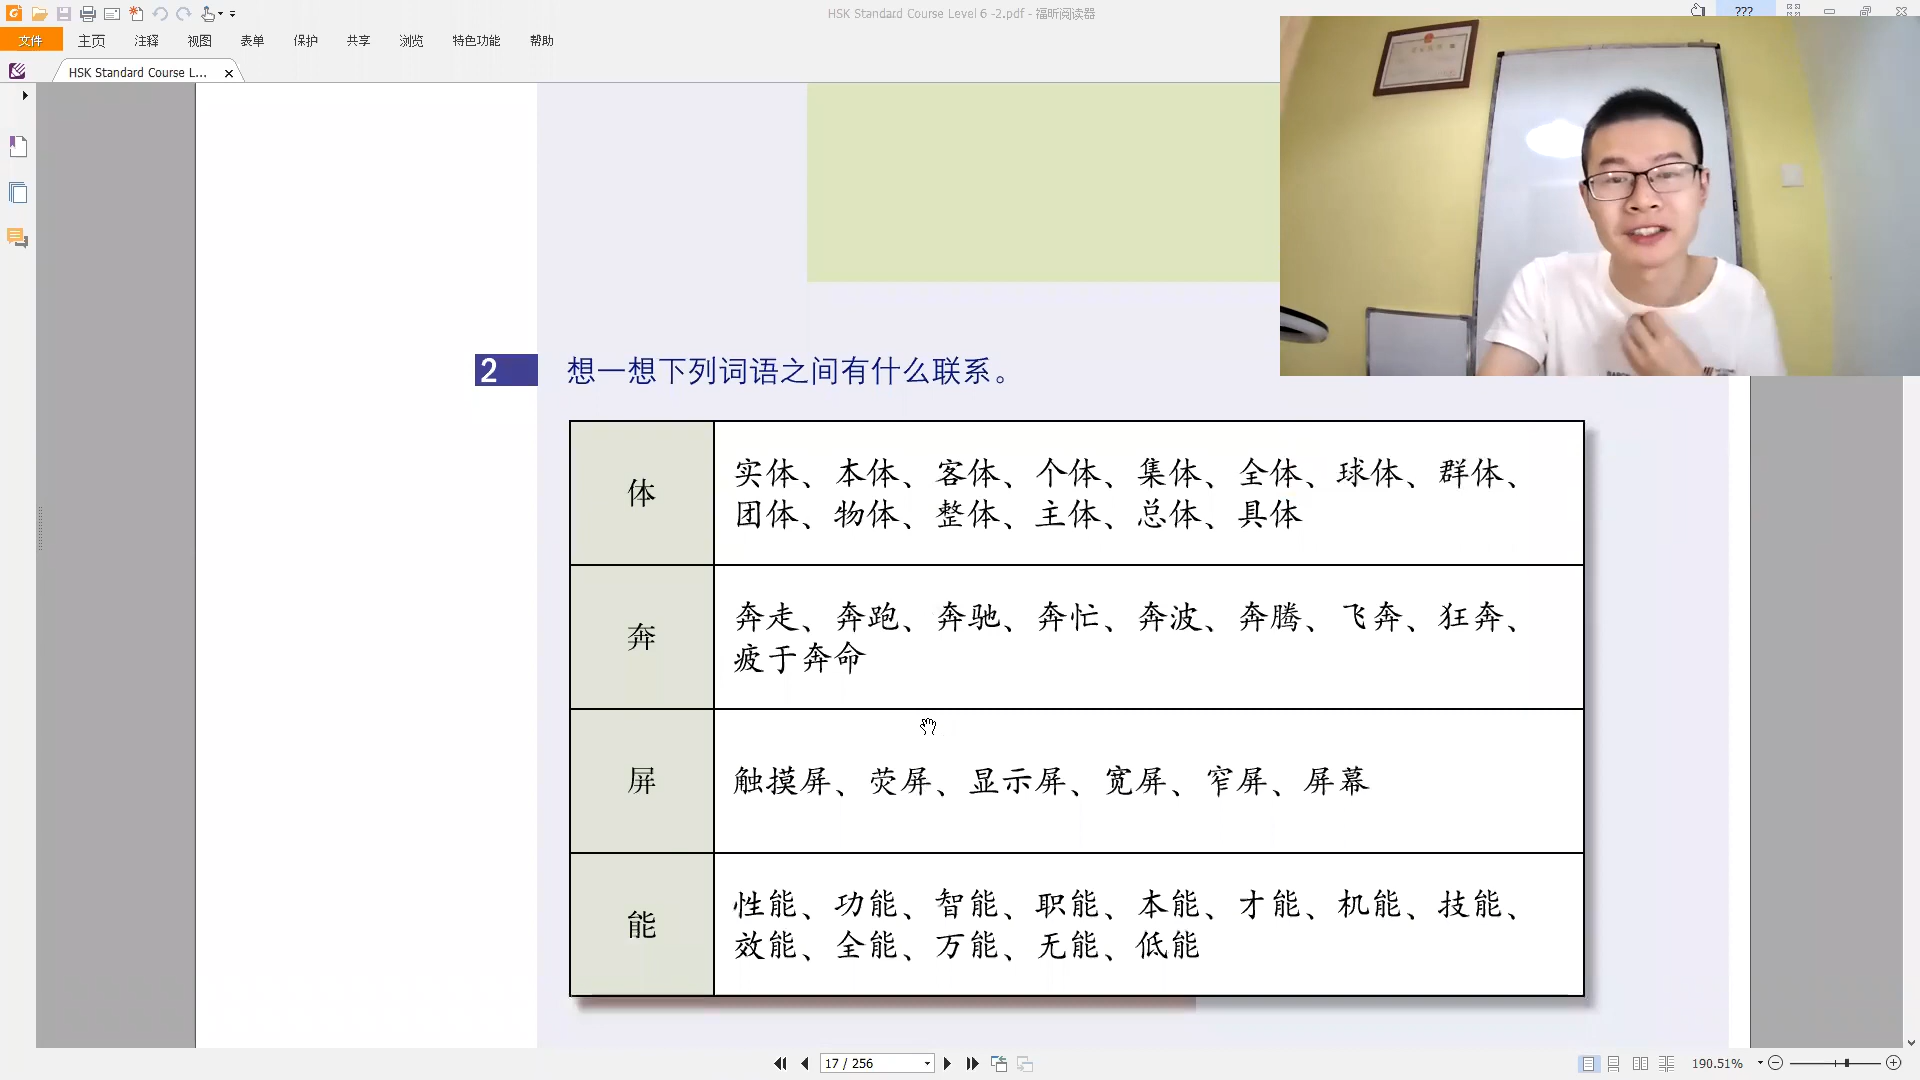 HSK Standard Course Level 6 -2.pdf - 福昕阅读器
???
文件 主页 注释 视图 表单 保护 共享 浏览 特色功能 帮助
HSK Standard Course L...
2 想一想下列词语之间有什么联系。
体
实体、本体、客体、个体、集体、全体、球体、群体、
团体、物体、整体、主体、总体、具体
奔
奔走、奔跑、奔驰、奔忙、奔波、奔腾、飞奔、狂奔、
疲于奔命
屏
触摸屏、荧屏、显示屏、宽屏、窄屏、屏幕
能
性能、功能、智能、职能、本能、才能、机能、技能、
效能、全能、万能、无能、低能
17 / 256
190.51%